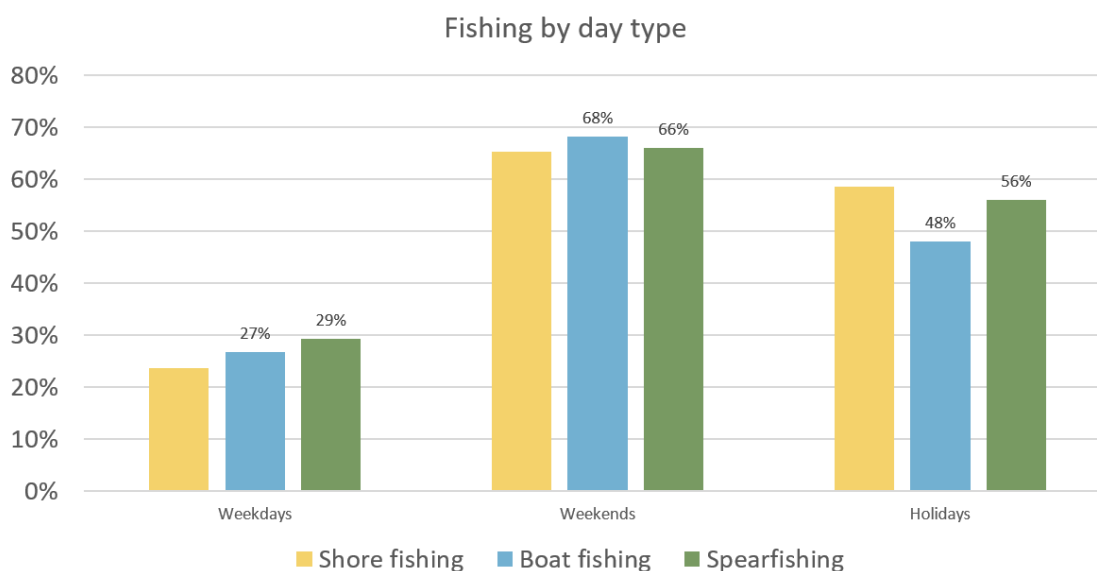 Fishing by day type
80%
70%
60%
50%
40%
30%
20%
10%
0%
27%
29%
68%
66%
48%
56%
Weekdays
Weekends
Holidays
Shore fishing
Boat fishing
Spearfishing